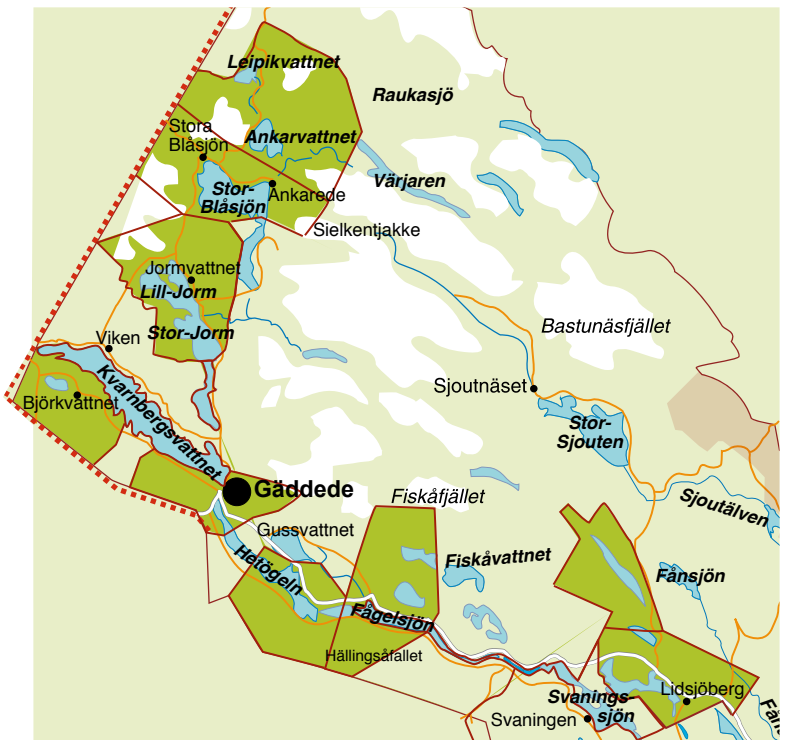 Leipikvattnet
Raukasjö
Stora
Blåsjön
Ankarvattnet
Värjaren
Stor-
Blåsjön
Ankarede
Sielkentjakke
Jormvattnet
Lill-Jorm
Stor-Jorm
Viken
Bastunäsfjället
Kvarnbergsvattnet
Björkvattnet
Sjoutnäset
Stor-
Sjouten
Gäddede
Fiskåfjället
Sjoutälven
Gussvattnet
Hetögeln
Fiskåvattnet
Fånsjön
Fågelsjön
Hällingsåfallet
Svanings-
sjön
Lidsjöberg
Svaningen